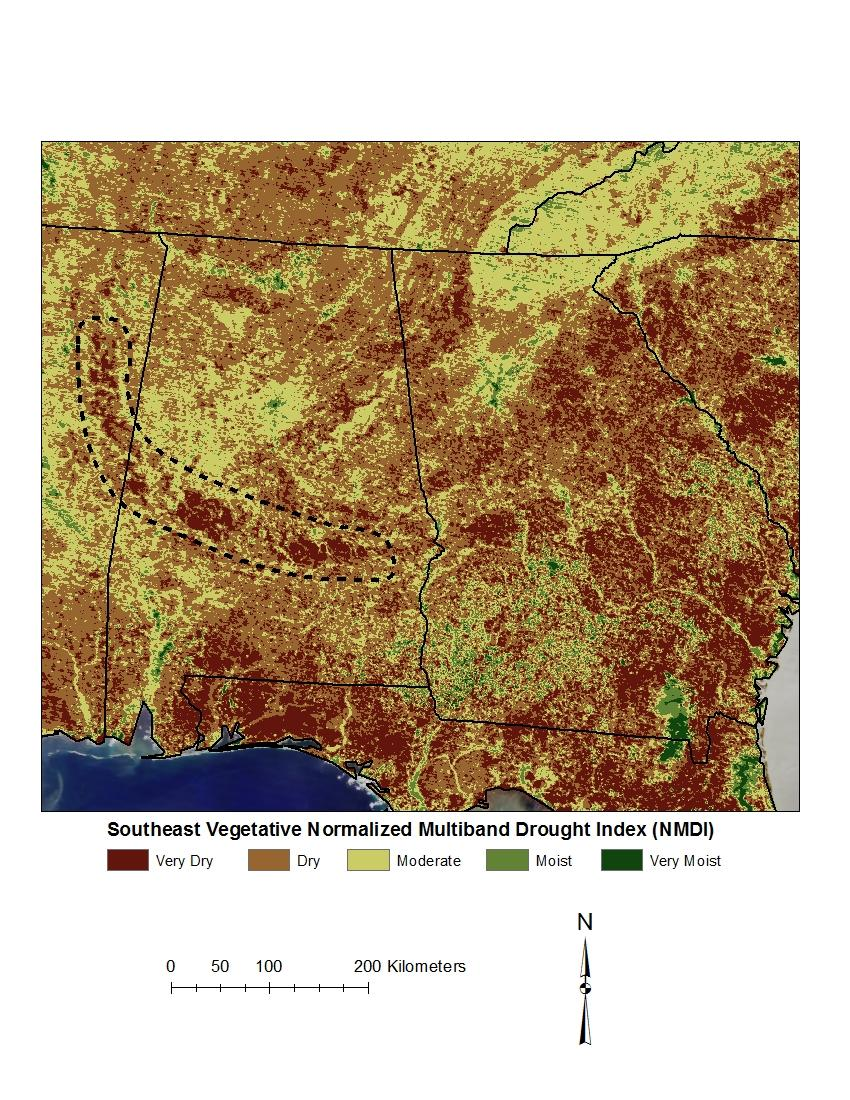 Southeast Vegetative Normalized Multiband Drought Index (NMDI)
Very Dry Dry Moderate Moist Very Moist
N
0 50 100 200 Kilometers